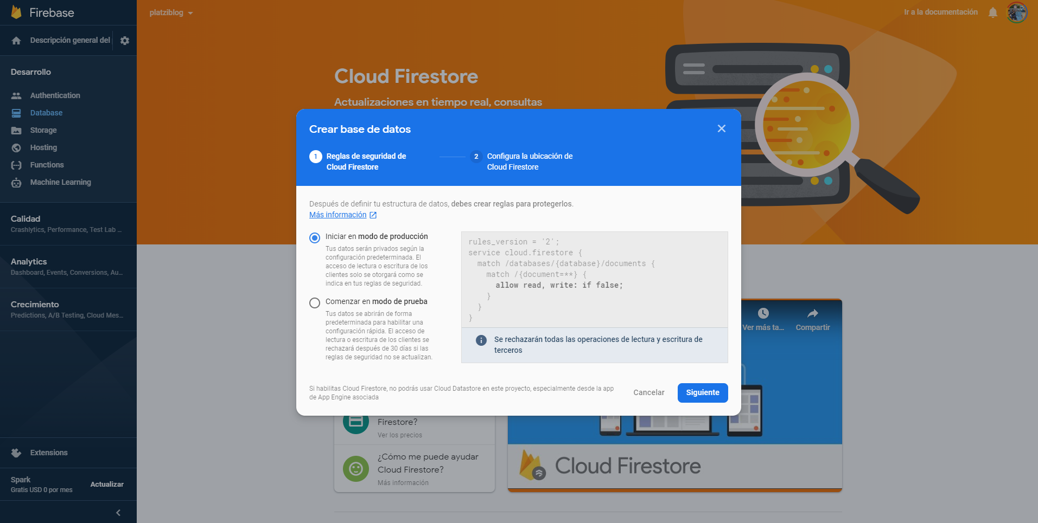 Firebase
platziblog
Ir a la documentación
Descripción general del
Desarrollo
Authentication
Database
Storage
Hosting
Functions
Machine Learning
Calidad
Crashlytics, Performance, Test Lab ...
Analytics
Dashboard, Events, Conversions, Au...
Crecimiento
Predictions, A/B Testing, Cloud Mes...
Extensions
Spark
Gratis USD 0 por mes
Actualizar
Cloud Firestore
Actualizaciones en tiempo real, consultas
Crear base de datos
1 Reglas de seguridad de
Cloud Firestore
2 Configura la ubicación de
Cloud Firestore
Después de definir tu estructura de datos, debes crear reglas para protegerlos.
Más información
Iniciar en modo de producción
Tus datos serán privados según la
configuración predeterminada. El
acceso de lectura o escritura de los
clientes solo se otorgará como se
indica en tus reglas de seguridad.
Comenzar en modo de prueba
Tus datos se abrirán de forma
predeterminada para habilitar una
configuración rápida. El acceso de
lectura o escritura de los clientes se
rechazará después de 30 días si las
reglas de seguridad no se actualizan.
rules_version = '2';
service cloud.firestore {
match /databases/{database}/documents {
match /{document=**} {
allow read, write: if false;
}
}
}
Se rechazarán todas las operaciones de lectura y escritura de
terceros
Si habilitas Cloud Firestore, no podrás usar Cloud Datastore en este proyecto, especialmente desde la app
de App Engine asociada
Cancelar
Siguiente
Ver más ta...
Compartir
Firestore?
Ver los precios
¿Cómo me puede ayudar
Cloud Firestore?
Más información
Cloud Firestore